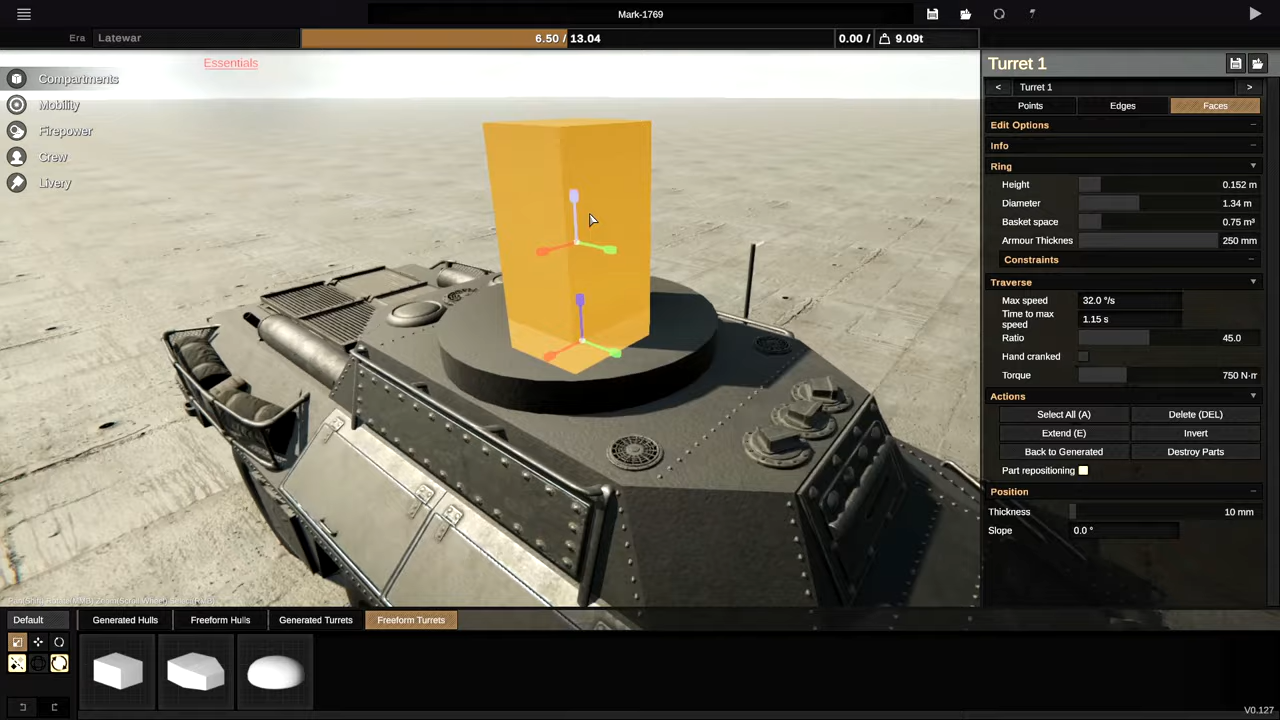 Mark-1769
Era Latewar 6.50 / 13.04 0.00 / 9.09t
Essentials
Compartments
Mobility
Firepower
Crew
Livery
Turret 1
< Turret 1 >
Points Edges Faces
Edit Options
Info
Ring
Height 0.152 m
Diameter 1.34 m
Basket space 0.75 m³
Armour Thicknes 250 mm
Constraints
Traverse
Max speed 32.0 °/s
Time to max speed 1.15 s
Ratio 45.0
Hand cranked
Torque 750 N·m
Actions
Select All (A) Delete (DEL)
Extend (E) Invert
Back to Generated Destroy Parts
Part repositioning
Position
Thickness 10 mm
Slope 0.0 °
Default Generated Hulls Freeform Hulls Generated Turrets Freeform Turrets
V0.127